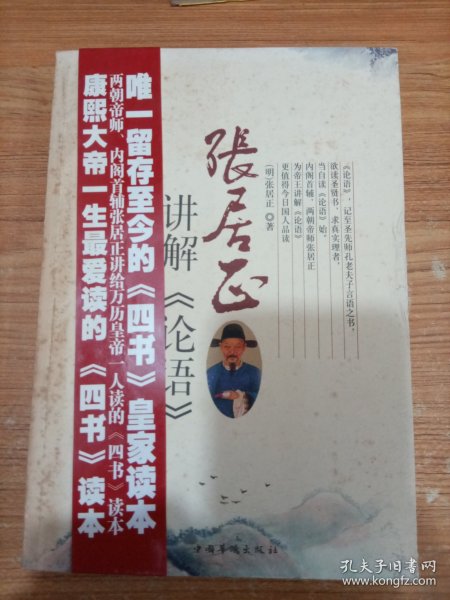 唯一留存至今的《四书》皇家读本
两朝帝师、内阁首辅张居正讲给万历皇帝一人读的《四书》读本
康熙大帝一生最爱读的《四书》读本
張居正
讲解《论语》
(明)张居正 著
《论语》，记至圣先师孔老夫子言语之书，
欲读圣贤书，求真实理者，
当自读《论语》始，
内阁首辅，两朝帝师张居正
为帝王讲解《论语》
更值得今日国人品读
中国华侨出版社
孔夫子旧书网
www.kongfz.com